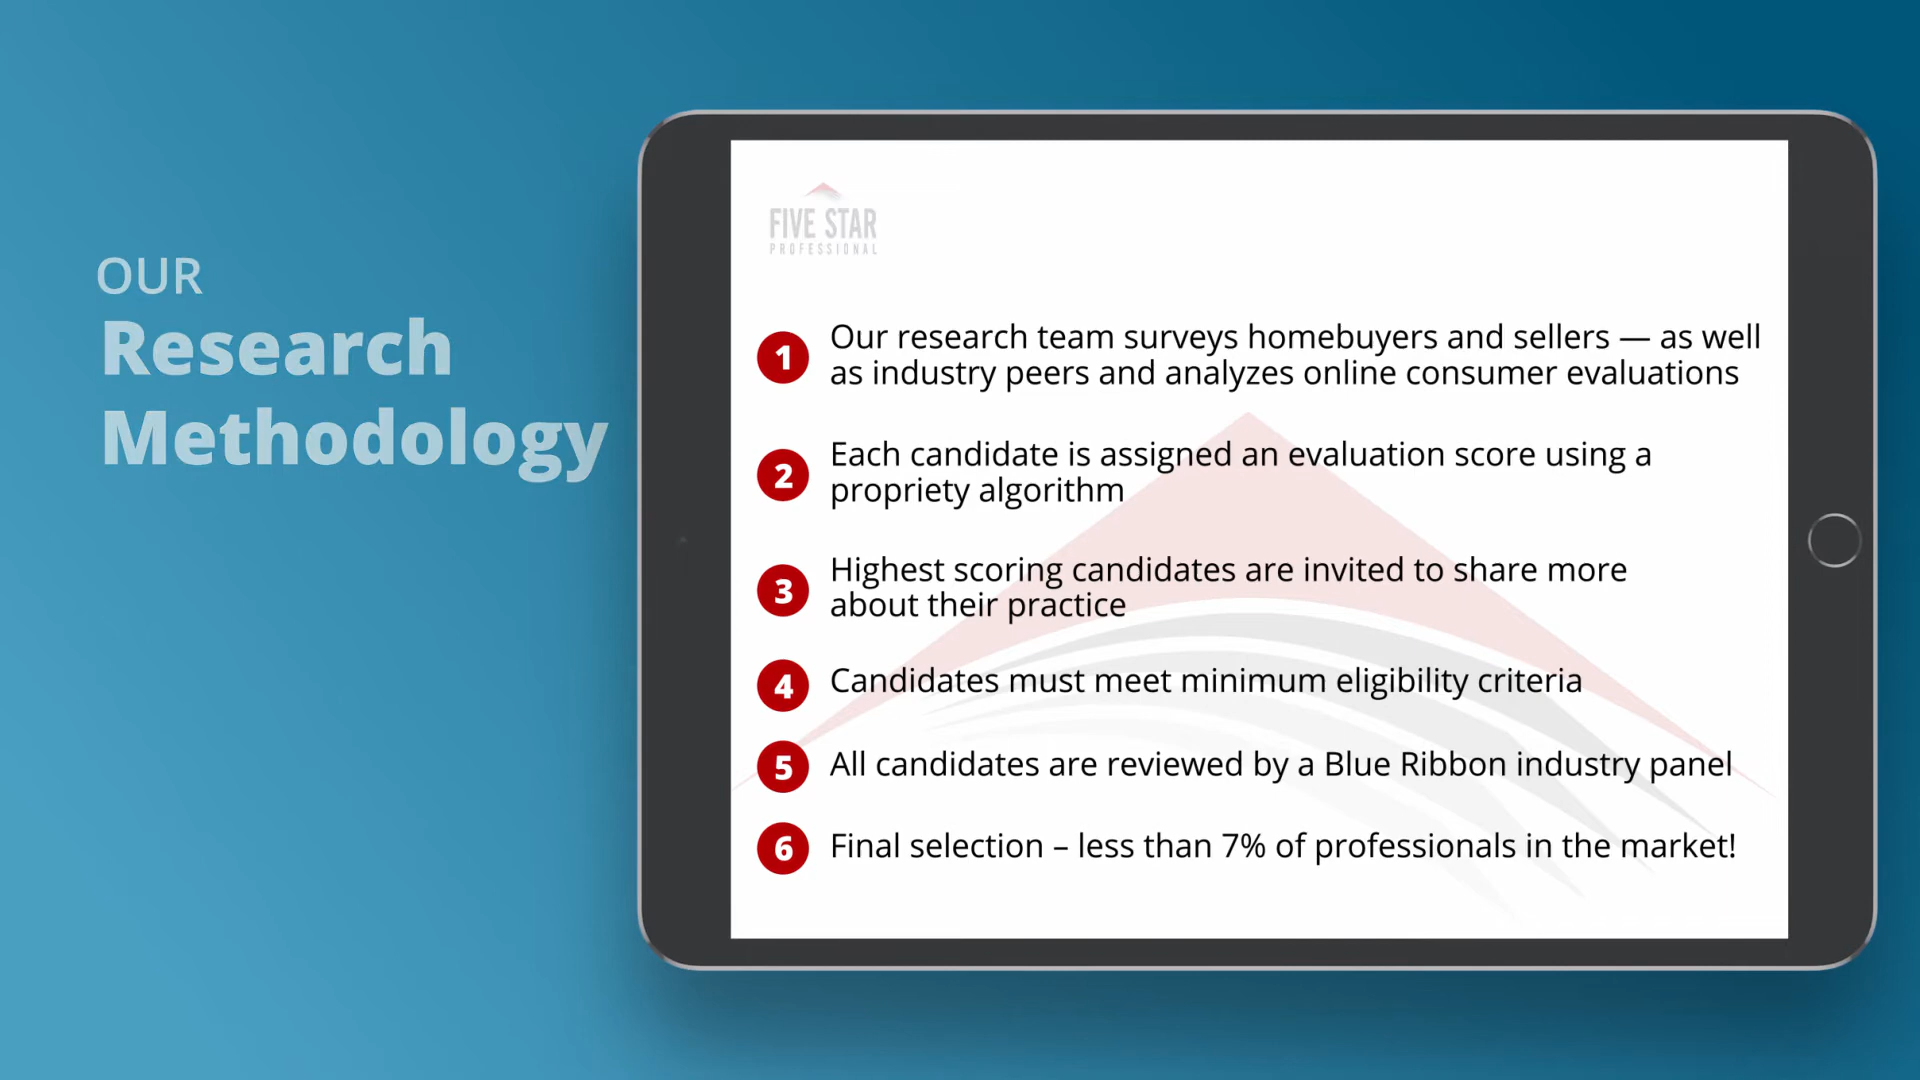 OUR
Research
Methodology
FIVE STAR
PROFESSIONAL
1
Our research team surveys homebuyers and sellers — as well
as industry peers and analyzes online consumer evaluations
2
Each candidate is assigned an evaluation score using a
propriety algorithm
3
Highest scoring candidates are invited to share more
about their practice
4
Candidates must meet minimum eligibility criteria
5
All candidates are reviewed by a Blue Ribbon industry panel
6
Final selection – less than 7% of professionals in the market!